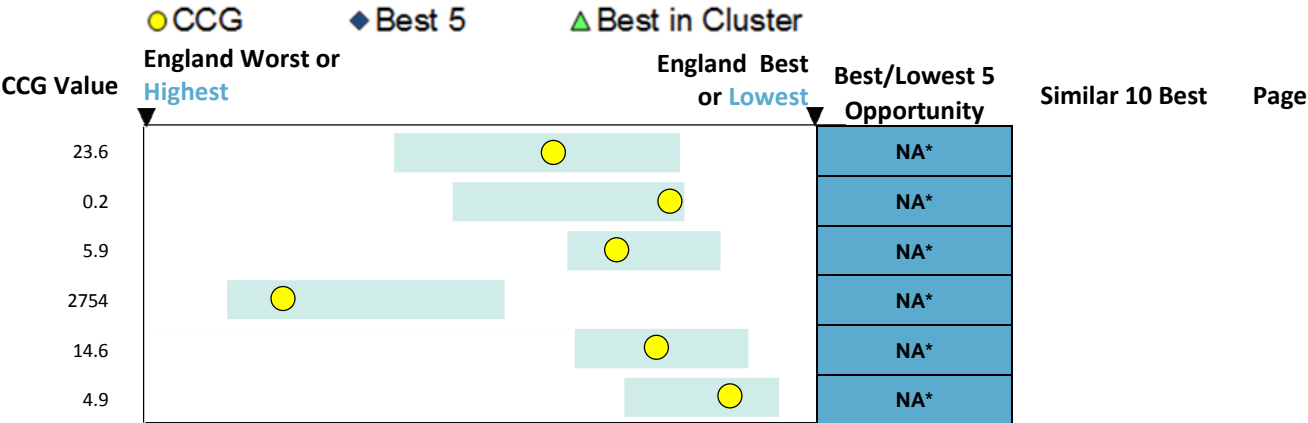 CCG Best 5 Best in Cluster
CCG Value
England Worst or
Highest
England Best
or Lowest
Best/Lowest 5
Opportunity
Similar 10 Best
Page
23.6 NA*
0.2 NA*
5.9 NA*
2754 NA*
14.6 NA*
4.9 NA*